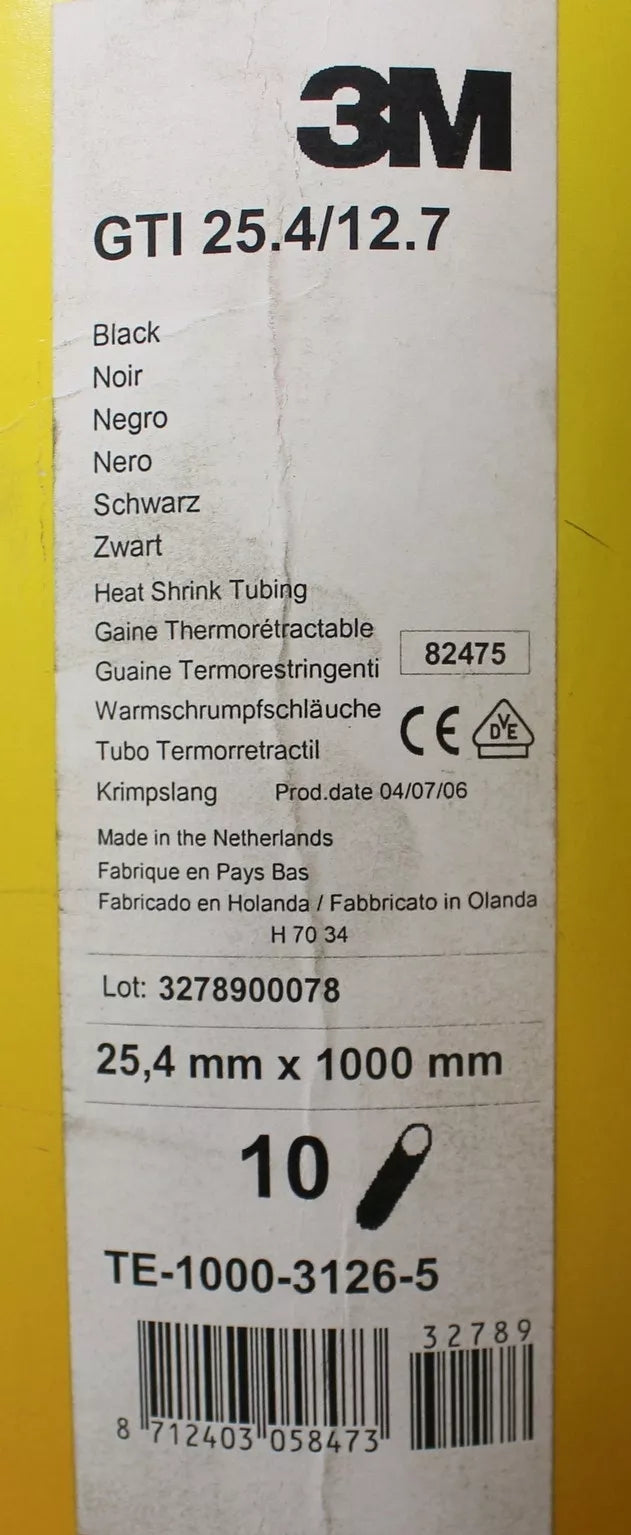 3M
GTI 25.4/12.7
Black
Noir
Negro
Nero
Schwarz
Zwart
Heat Shrink Tubing
Gaine Thermorétractable
Guaine Termorestringenti
82475
Warmschrumpfschläuche
CE
DVE
Tubo Termorretractil
Krimpslang Prod.date 04/07/06
Made in the Netherlands
Fabrique en Pays Bas
Fabricado en Holanda / Fabbricato in Olanda
H 70 34
Lot: 3278900078
25,4 mm x 1000 mm
10
TE-1000-3126-5
32789
8 712403 058473